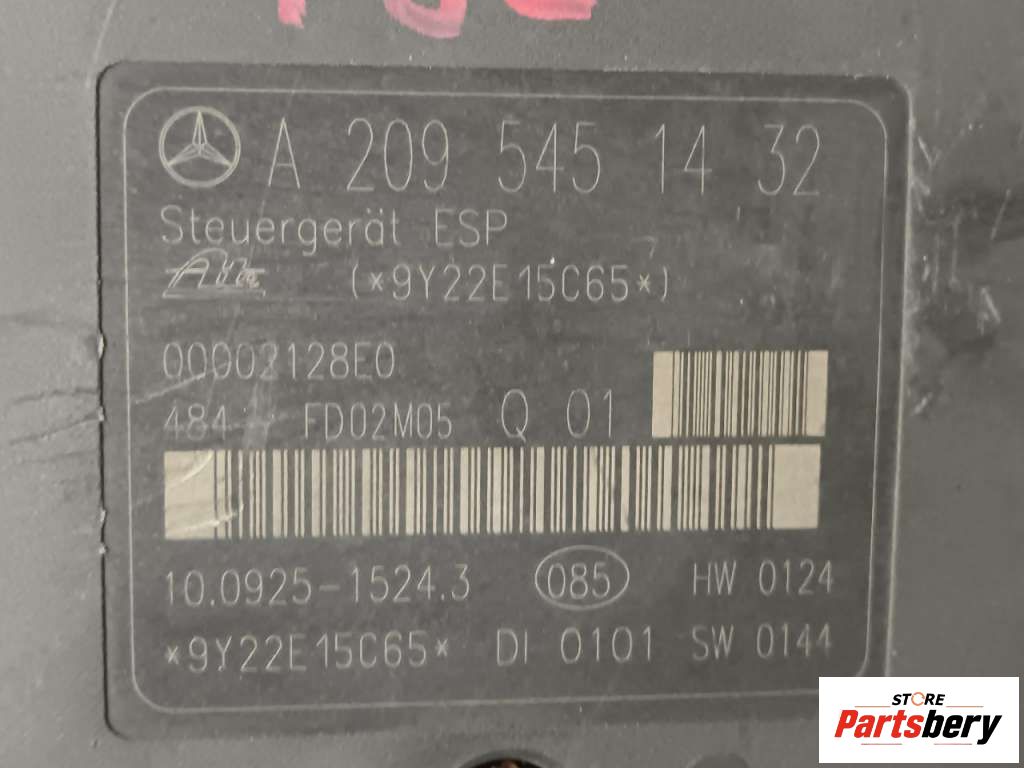 A 209 545 14 32
Steuergerät ESP
(*9Y22E15C65*)
00002128E0
484 FD02M05 Q 01
10.0925-1524.3 085 HW 0124
*9Y22E15C65* DI 0101 SW 0144
STORE
Partsbery